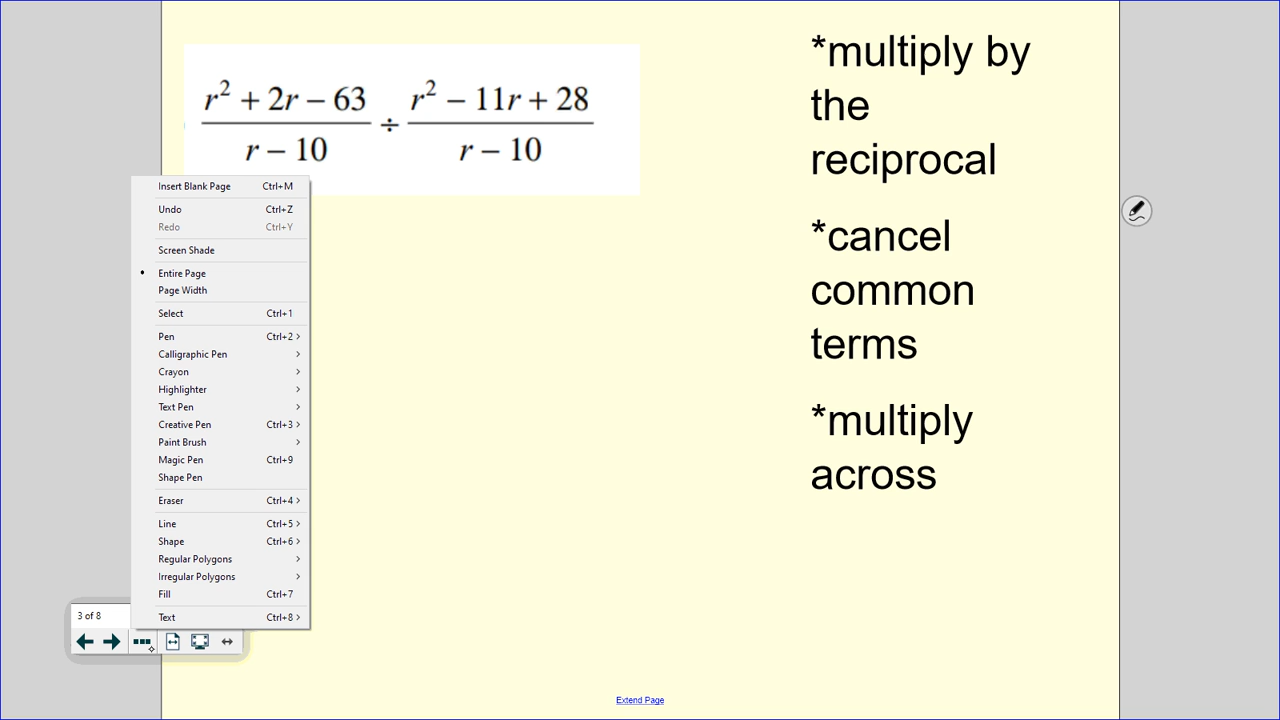 r² + 2r − 63 / r − 10 ÷ r² − 11r + 28 / r − 10
*multiply by
the
reciprocal
*cancel
common
terms
*multiply
across
Insert Blank Page Ctrl+M
Undo Ctrl+Z
Redo Ctrl+Y
Screen Shade
Entire Page
Page Width
Select Ctrl+1
Pen Ctrl+2
Calligraphic Pen
Crayon
Highlighter
Text Pen
Creative Pen Ctrl+3
Paint Brush
Magic Pen Ctrl+9
Shape Pen
Eraser Ctrl+4
Line Ctrl+5
Shape Ctrl+6
Regular Polygons
Irregular Polygons
Fill Ctrl+7
Text Ctrl+8
3 of 8
Extend Page